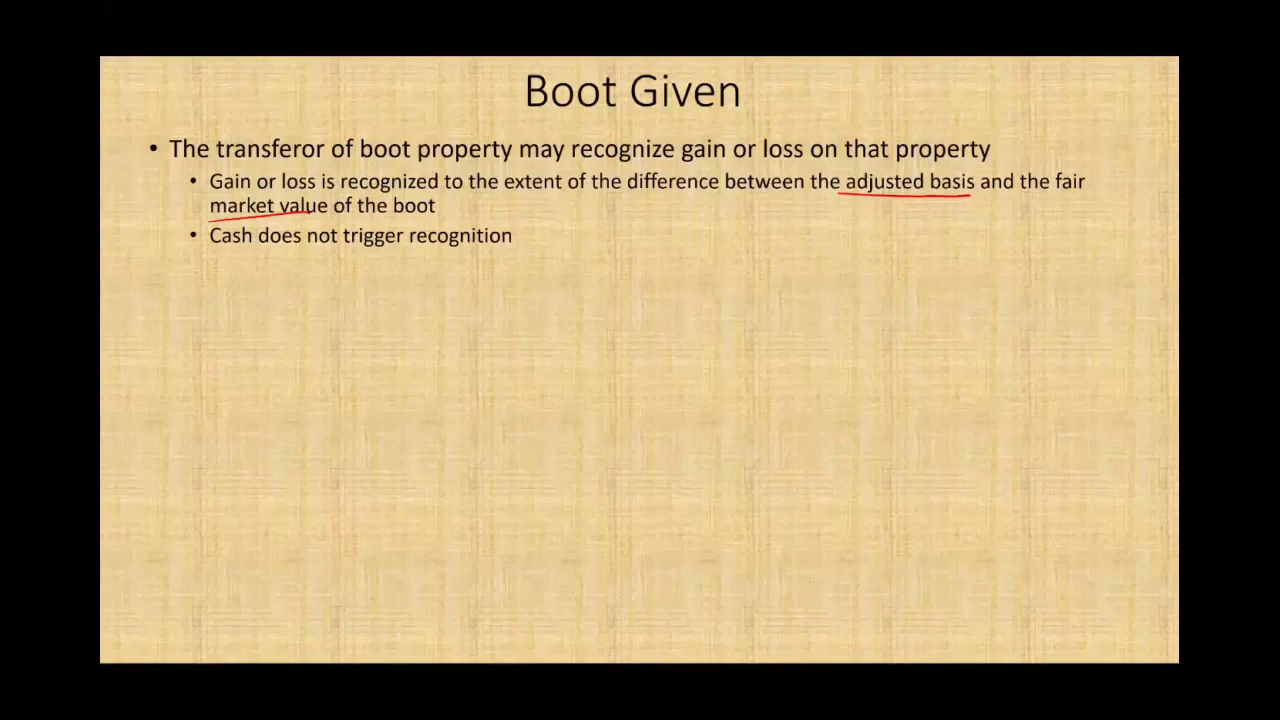 Boot Given
• The transferor of boot property may recognize gain or loss on that property
• Gain or loss is recognized to the extent of the difference between the adjusted basis and the fair
market value of the boot
• Cash does not trigger recognition